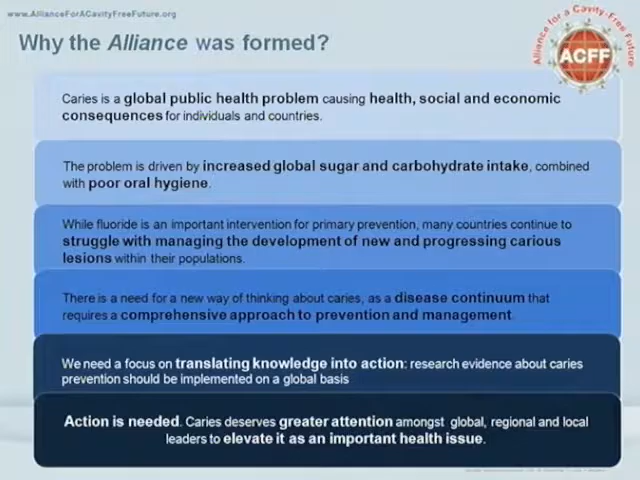 www.AllianceForACavityFreeFuture.org
Why the Alliance was formed?
Alliance for a Cavity-Free Future
ACFF
Caries is a global public health problem causing health, social and economic
consequences for individuals and countries.
The problem is driven by increased global sugar and carbohydrate intake, combined
with poor oral hygiene.
While fluoride is an important intervention for primary prevention, many countries continue to
struggle with managing the development of new and progressing carious
lesions within their populations.
There is a need for a new way of thinking about caries, as a disease continuum that
requires a comprehensive approach to prevention and management.
We need a focus on translating knowledge into action: research evidence about caries
prevention should be implemented on a global basis
Action is needed. Caries deserves greater attention amongst global, regional and local
leaders to elevate it as an important health issue.